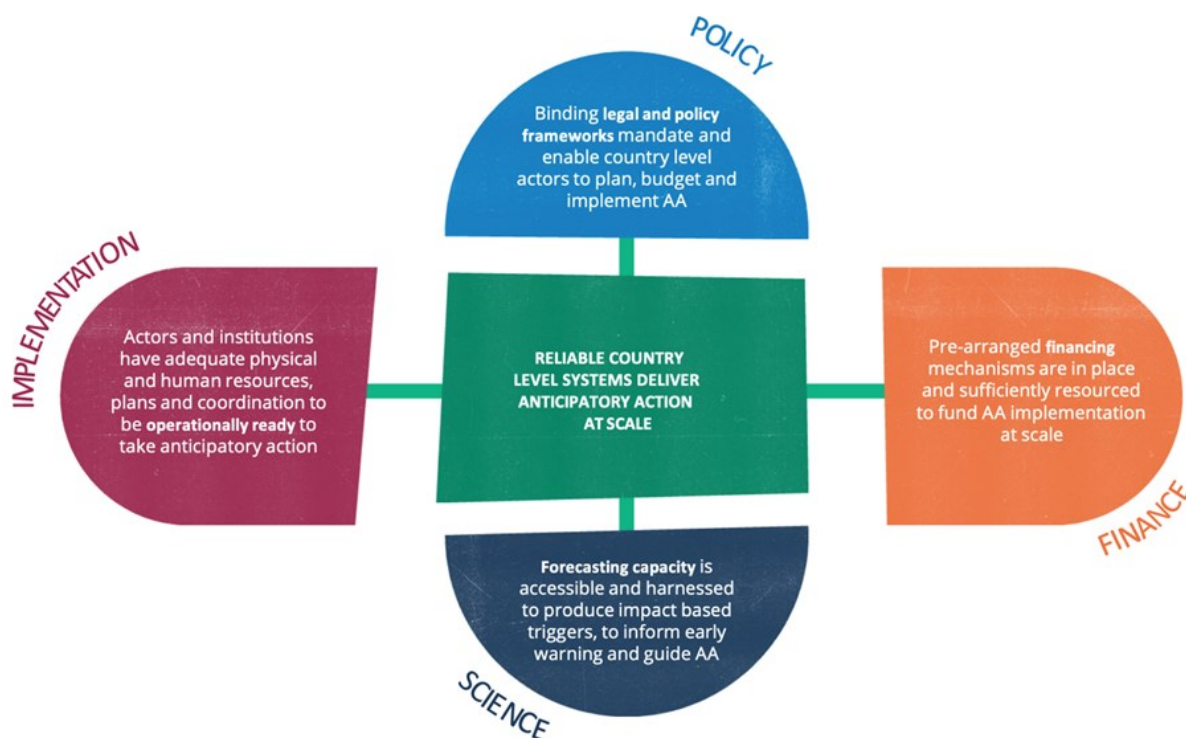 POLICY
Binding legal and policy
frameworks mandate and
enable country level
actors to plan, budget and
implement AA
IMPLEMENTATION
Actors and institutions
have adequate physical
and human resources,
plans and coordination to
be operationally ready to
take anticipatory action
RELIABLE COUNTRY
LEVEL SYSTEMS DELIVER
ANTICIPATORY ACTION
AT SCALE
Pre-arranged financing
mechanisms are in place
and sufficiently resourced
to fund AA implementation
at scale
FINANCE
Forecasting capacity is
accessible and harnessed
to produce impact based
triggers, to inform early
warning and guide AA
SCIENCE